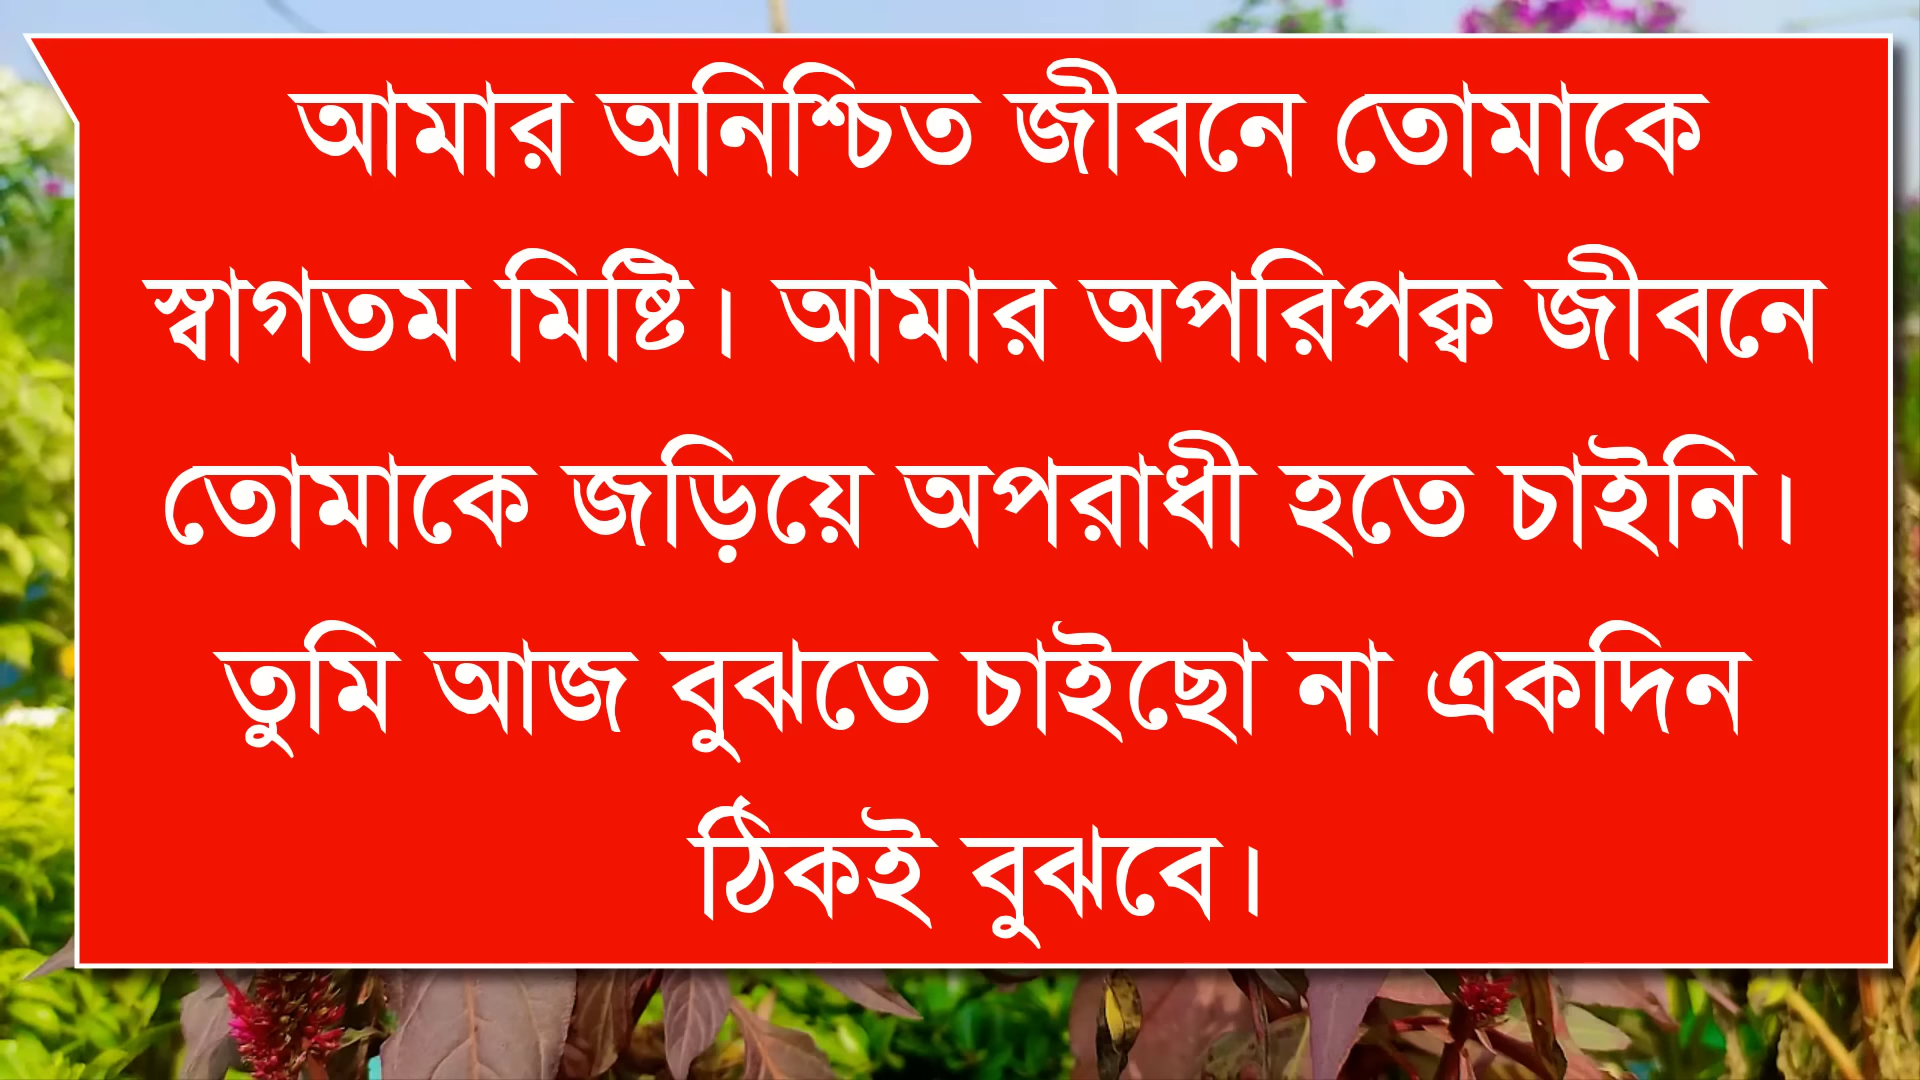 আমার অনিশ্চিত জীবনে তোমাকে
স্বাগতম মিষ্টি। আমার অপরিপক্ব জীবনে
তোমাকে জড়িয়ে অপরাধী হতে চাইনি।
তুমি আজ বুঝতে চাইছো না একদিন
ঠিকই বুঝবে।